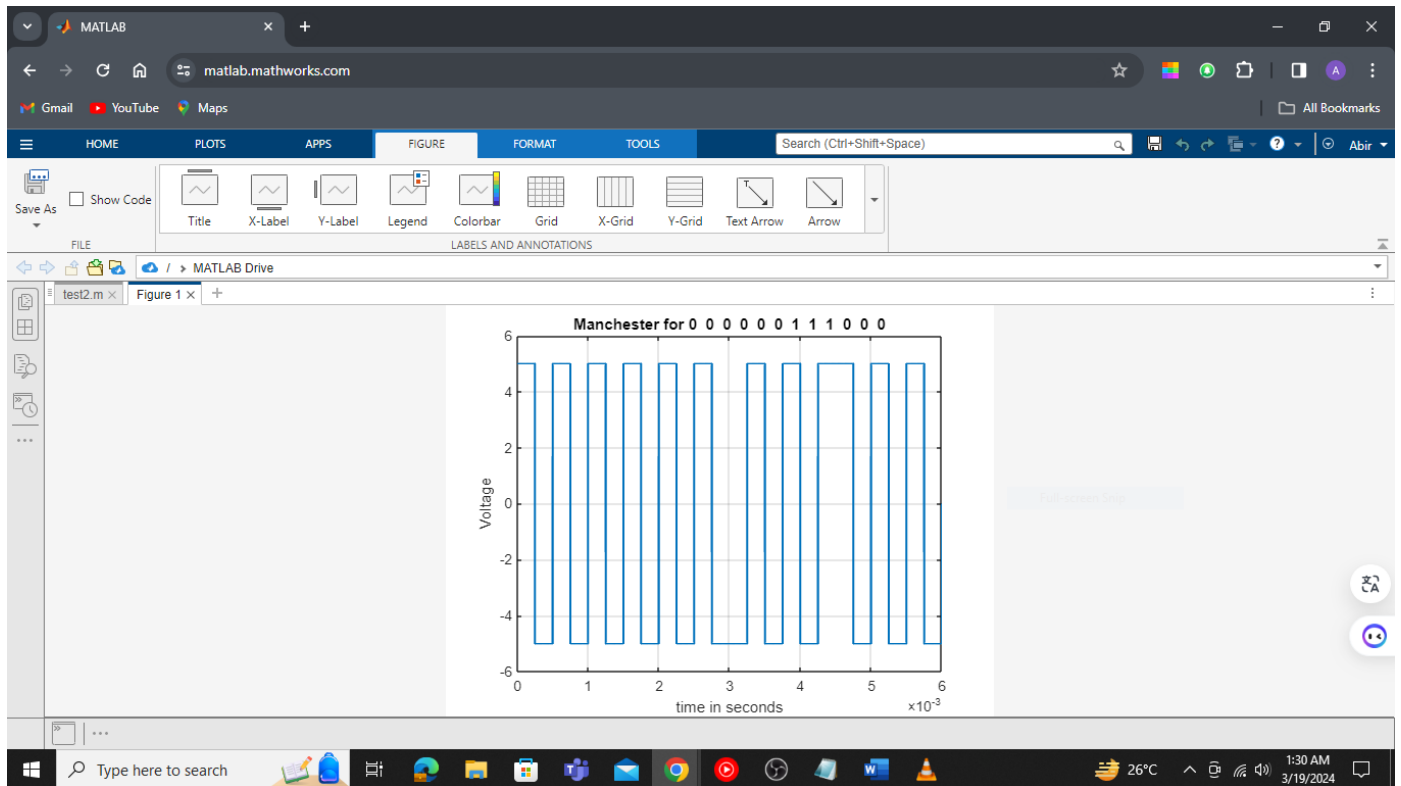 MATLAB
matlab.mathworks.com
A
Gmail YouTube Maps All Bookmarks
HOME PLOTS APPS FIGURE FORMAT TOOLS Search (Ctrl+Shift+Space) ? Abir
Save As Show Code Title X-Label Y-Label Legend Colorbar Grid X-Grid Y-Grid Text Arrow Arrow
FILE LABELS AND ANNOTATIONS
/ > MATLAB Drive
test2.m × Figure 1 × +
Manchester for 0 0 0 0 0 0 1 1 1 0 0 0
6
4
2
0
-2
-4
-6
Voltage
0 1 2 3 4 5 6
time in seconds ×10-3
Type here to search 26°C 1:30 AM
3/19/2024